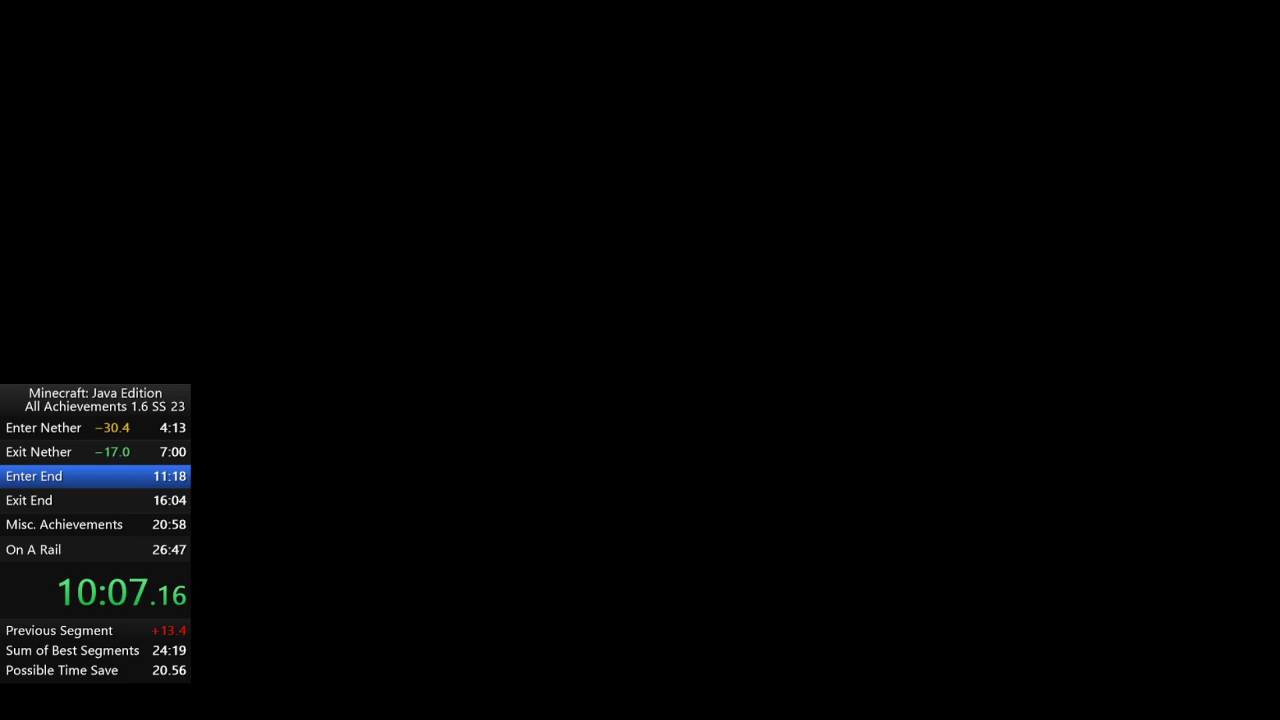 Minecraft: Java Edition
All Achievements 1.6 SS 23
Enter Nether −30.4 4:13
Exit Nether −17.0 7:00
Enter End 11:18
Exit End 16:04
Misc. Achievements 20:58
On A Rail 26:47
10:07.16
Previous Segment +13.4
Sum of Best Segments 24:19
Possible Time Save 20.56